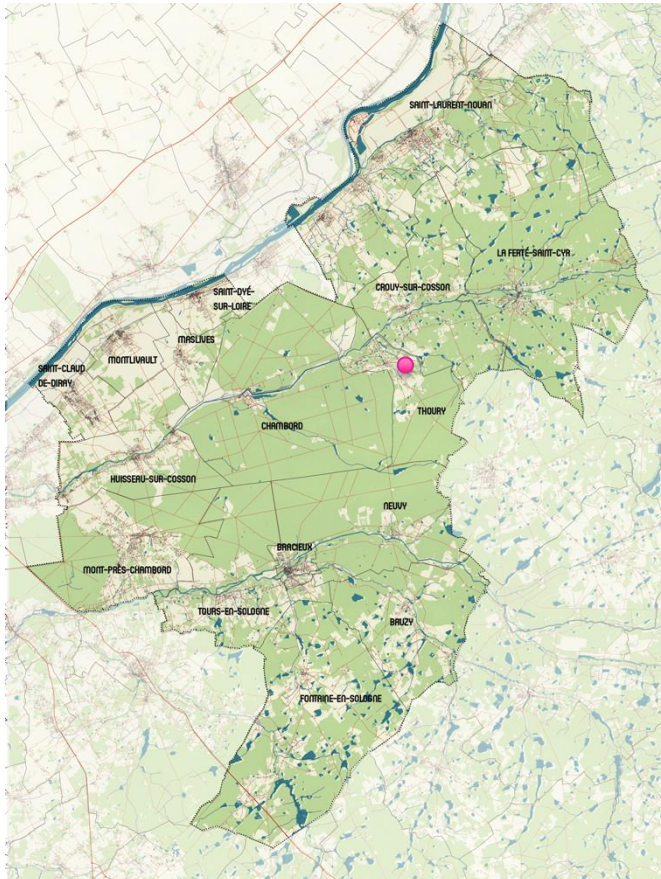 SAINT-LAURENT-NOUAN
LA FERTÉ-SAINT-CYR
CROUY-SUR-COSSON
SAINT-DYÉ-
SUR-LOIRE
MASLIVES
MONTLIVAULT
SAINT-CLAUD
DE-DIRAY
THOURY
CHAMBORD
HUISSEAU-SUR-COSSON
NEUVY
BRACIEUX
MONT-PRÈS-CHAMBORD
TOURS-EN-SOLOGNE
BAUZY
FONTAINE-EN-SOLOGNE